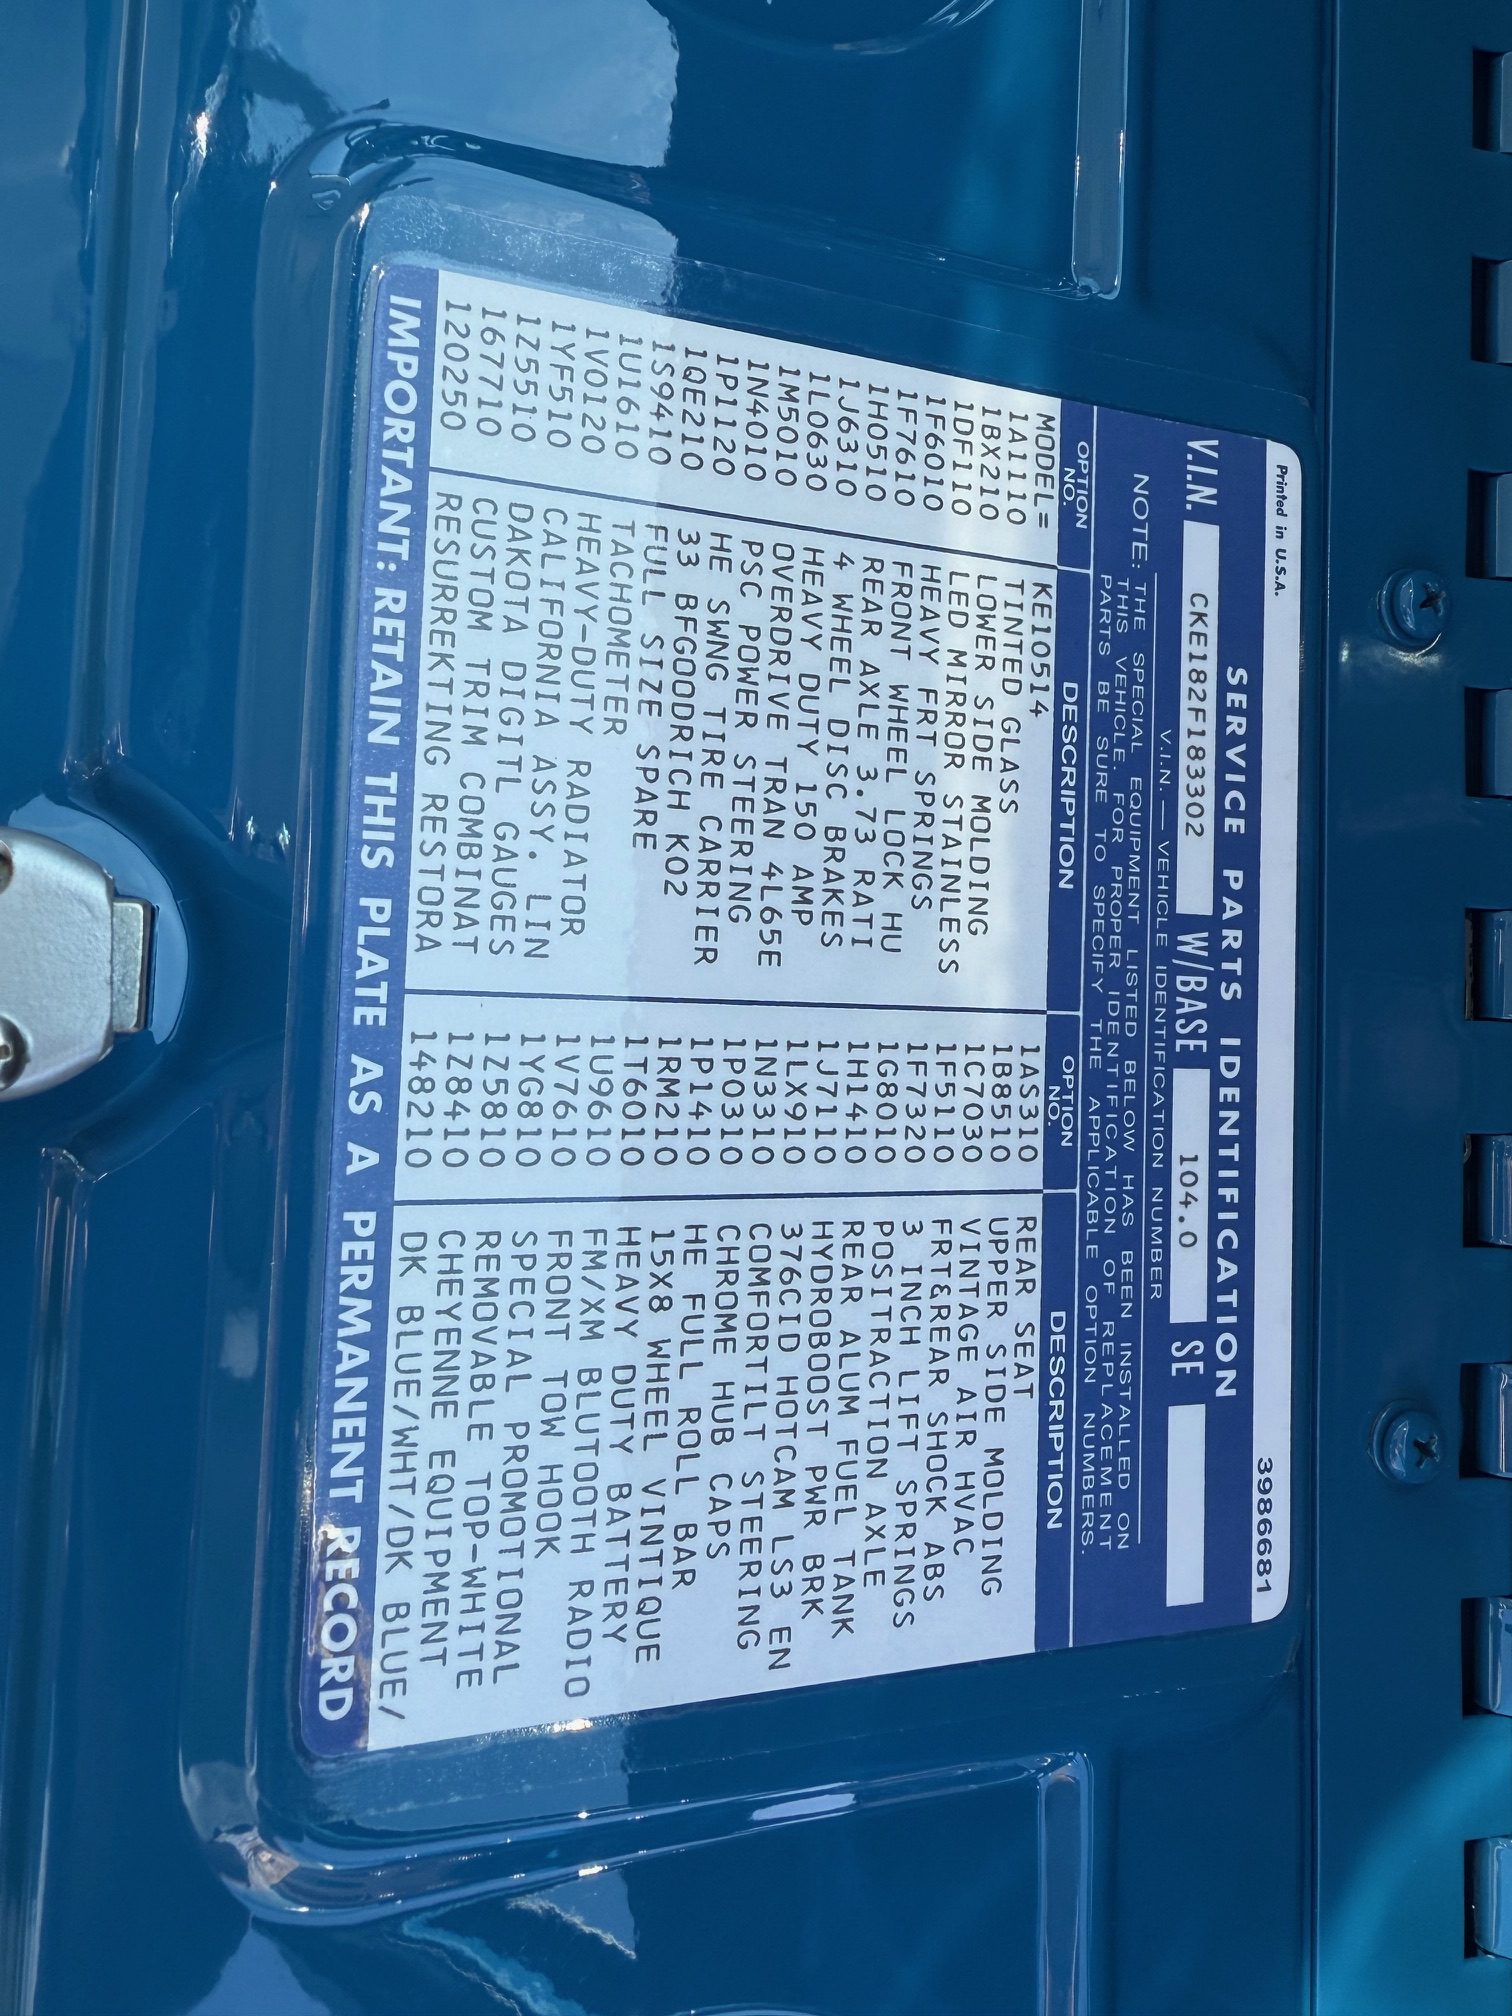 Printed in U.S.A. 3986681
SERVICE PARTS IDENTIFICATION
V.I.N. CKE182F183302 W/BASE 104.0 SE
V.I.N.—VEHICLE IDENTIFICATION NUMBER
NOTE: THE SPECIAL EQUIPMENT LISTED BELOW HAS BEEN INSTALLED ON
THIS VEHICLE. FOR PROPER IDENTIFICATION OF REPLACEMENT
PARTS BE SURE TO SPECIFY THE APPLICABLE OPTION NUMBERS.
OPTION NO. DESCRIPTION OPTION NO. DESCRIPTION
MODEL= KE10514
1A1110 TINTED GLASS 1AS310 REAR SEAT
1BX210 LOWER SIDE MOLDING 1B8510 UPPER SIDE MOLDING
1DF110 LED MIRROR STAINLESS 1C7030 VINTAGE AIR HVAC
1F6010 HEAVY FRT SPRINGS 1F5110 FRT&REAR SHOCK ABS
1F7610 FRONT WHEEL LOCK HU 1F7320 3 INCH LIFT SPRINGS
1H0510 REAR AXLE 3.73 RATI 1G8010 POSITRACTION AXLE
1J6310 4 WHEEL DISC BRAKES 1H1410 REAR ALUM FUEL TANK
1L0630 HEAVY DUTY 150 AMP 1J7110 HYDROBOOST PWR BRK
1M5010 OVERDRIVE TRAN 4L65E 1LX910 376CID HOTCAM LS3 EN
1N4010 PSC POWER STEERING 1N3310 COMFORTILT STEERING
1P1120 HE SWNG TIRE CARRIER 1P0310 CHROME HUB CAPS
1QE210 33 BFGOODRICH K02 1P1410 HE FULL ROLL BAR
1S9410 FULL SIZE SPARE 1RM210 15X8 WHEEL VINTIQUE
1U1610 TACHOMETER 1T6010 HEAVY DUTY BATTERY
1V0120 HEAVY-DUTY RADIATOR 1U9610 FM/XM BLUTOOTH RADIO
1YF510 CALIFORNIA ASSY. LIN 1V7610 FRONT TOW HOOK
1Z5510 DAKOTA DIGITL GAUGES 1YG810 SPECIAL PROMOTIONAL
167710 CUSTOM TRIM COMBINAT 1Z5810 REMOVABLE TOP-WHITE
120250 RESURREKTING RESTORA 1Z8410 CHEYENNE EQUIPMENT
148210 DK BLUE/WHT/DK BLUE/
IMPORTANT: RETAIN THIS PLATE AS A PERMANENT RECORD